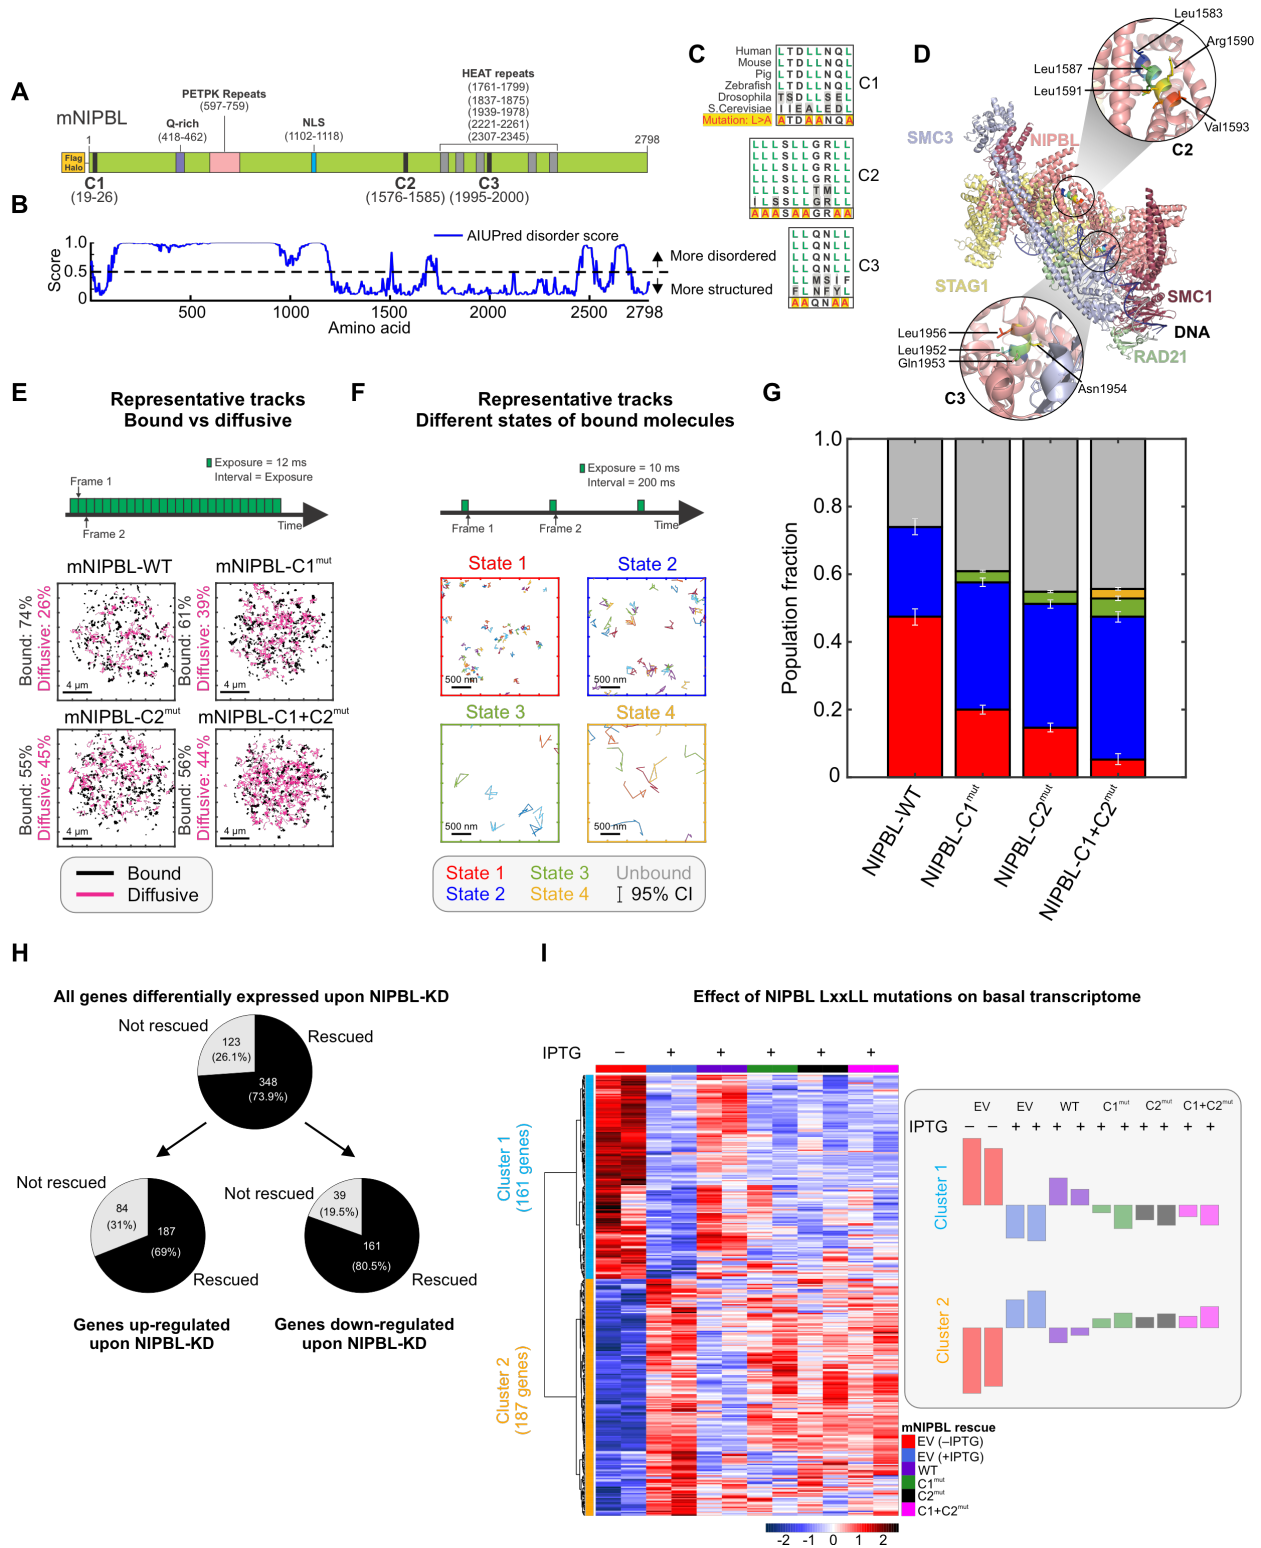 A
mNIPBL
PETPK Repeats
(597-759)
Q-rich
(418-462)
NLS
(1102-1118)
HEAT repeats
(1761-1799)
(1837-1875)
(1939-1978)
(2221-2261)
(2307-2345)
1
2798
Flag
Halo
C1
(19-26)
C2
(1576-1585)
C3
(1995-2000)
B
AIUPred disorder score
Score
1.0
0.5
0
More disordered
More structured
500
1000
1500
2000
2500
2798
Amino acid
C
Human
L T D L L N Q L
Mouse
L T D L L N Q L
Pig
L T D L L N Q L
Zebrafish
L T D L L N Q L
Drosophila
T S D L L S E L
S.Cerevisiae
I I E A L E D L
Mutation: L>A
A T D A A N Q A
C1
L L L S L L G R L L
L L L S L L G R L L
L L L S L L G R L L
L L L S L L G R L L
L L L S L L T M L L
I L S S L L G R L L
A A A S A A G R A A
C2
L L Q N L L
L L Q N L L
L L Q N L L
L L Q N L L
L L M S I F
F L N F Y L
A A Q N A A
C3
D
Leu1583
Arg1590
Leu1587
Leu1591
Val1593
C2
SMC3
NIPBL
STAG1
SMC1
DNA
RAD21
Leu1956
Leu1952
Gln1953
Asn1954
C3
E
Representative tracks
Bound vs diffusive
Exposure = 12 ms
Interval = Exposure
Frame 1
Frame 2
Time
mNIPBL-WT
Bound: 74%
Diffusive: 26%
4 µm
mNIPBL-C1mut
Bound: 61%
Diffusive: 39%
4 µm
mNIPBL-C2mut
Bound: 55%
Diffusive: 45%
4 µm
mNIPBL-C1+C2mut
Bound: 56%
Diffusive: 44%
4 µm
Bound
Diffusive
F
Representative tracks
Different states of bound molecules
Exposure = 10 ms
Interval = 200 ms
Frame 1
Frame 2
Time
State 1
500 nm
State 2
500 nm
State 3
500 nm
State 4
500 nm
State 1
State 3
Unbound
State 2
State 4
95% CI
G
Population fraction
1.0
0.8
0.6
0.4
0.2
0
NIPBL-WT
NIPBL-C1mut
NIPBL-C2mut
NIPBL-C1+C2mut
H
All genes differentially expressed upon NIPBL-KD
Not rescued
123
(26.1%)
Rescued
348
(73.9%)
Not rescued
84
(31%)
187
(69%)
Rescued
Genes up-regulated
upon NIPBL-KD
Not rescued
39
(19.5%)
161
(80.5%)
Rescued
Genes down-regulated
upon NIPBL-KD
I
Effect of NIPBL LxxLL mutations on basal transcriptome
IPTG
− + + + + +
Cluster 1
(161 genes)
Cluster 2
(187 genes)
EV EV WT C1mut C2mut C1+C2mut
IPTG
− − + + + + + + + + + +
Cluster 1
Cluster 2
mNIPBL rescue
EV (−IPTG)
EV (+IPTG)
WT
C1mut
C2mut
C1+C2mut
-2 -1 0 1 2